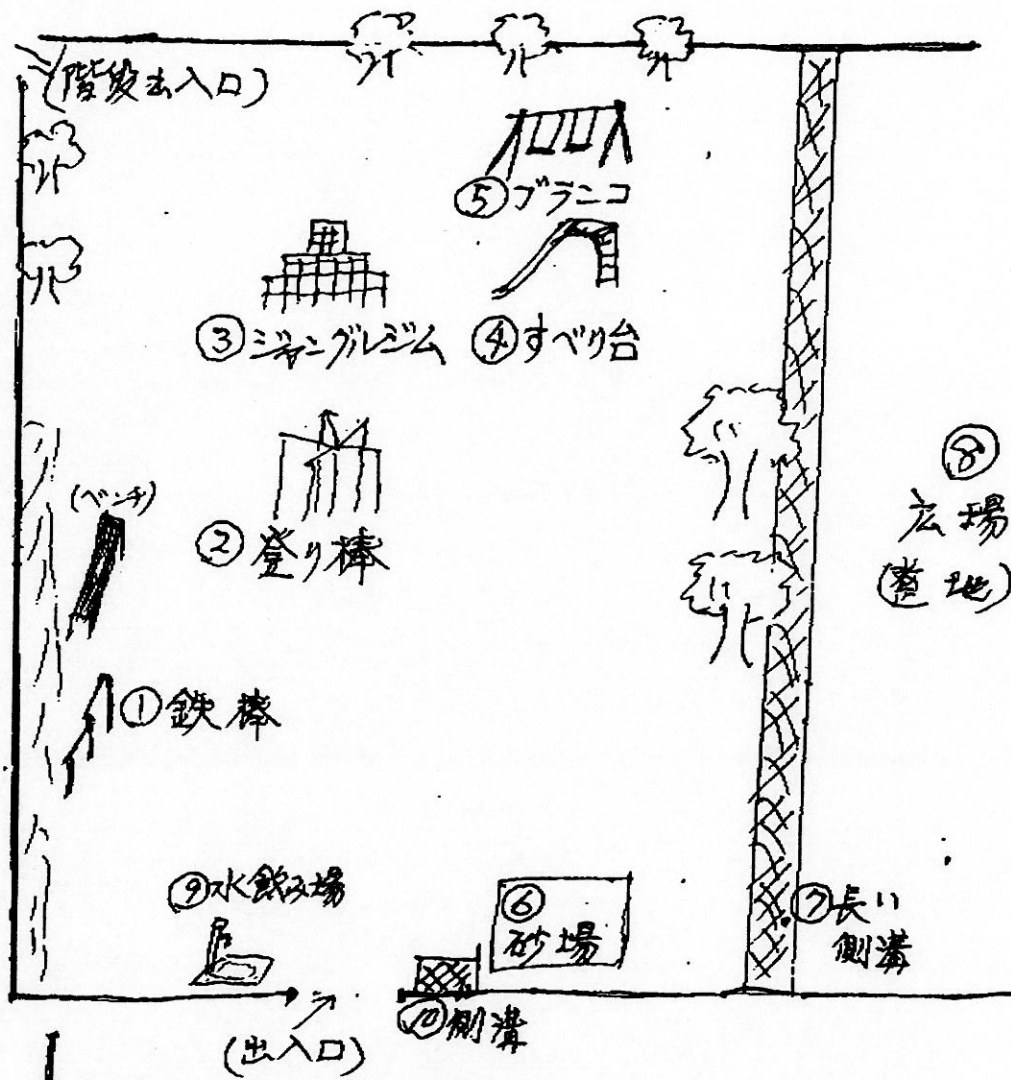 (階段出入口)
⑤ブランコ
③ジャングルジム
④すべり台
(ベンチ)
②登り棒
⑧
広場
(整地)
①鉄棒
⑨水飲み場
⑥
砂場
⑦長い
側溝
⑩側溝
(出入口)